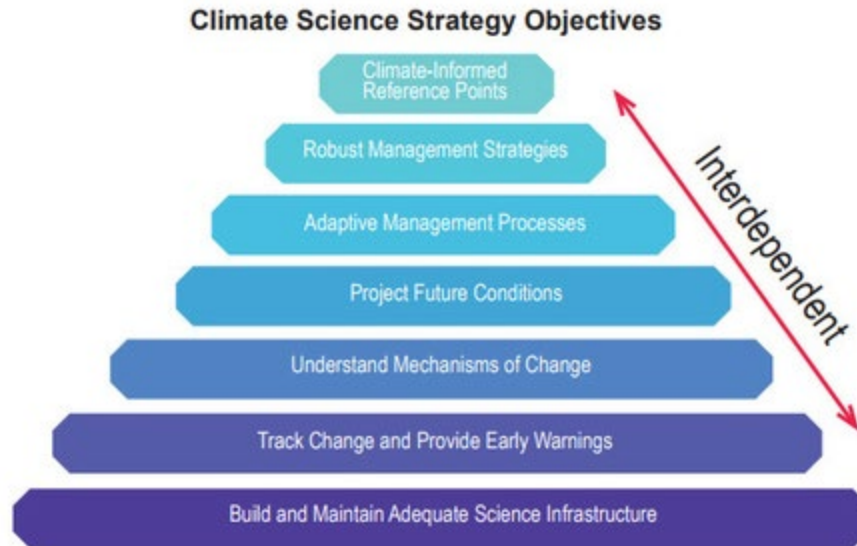 Climate Science Strategy Objectives
Climate-Informed
Reference Points
Robust Management Strategies
Adaptive Management Processes
Project Future Conditions
Understand Mechanisms of Change
Track Change and Provide Early Warnings
Build and Maintain Adequate Science Infrastructure
Interdependent